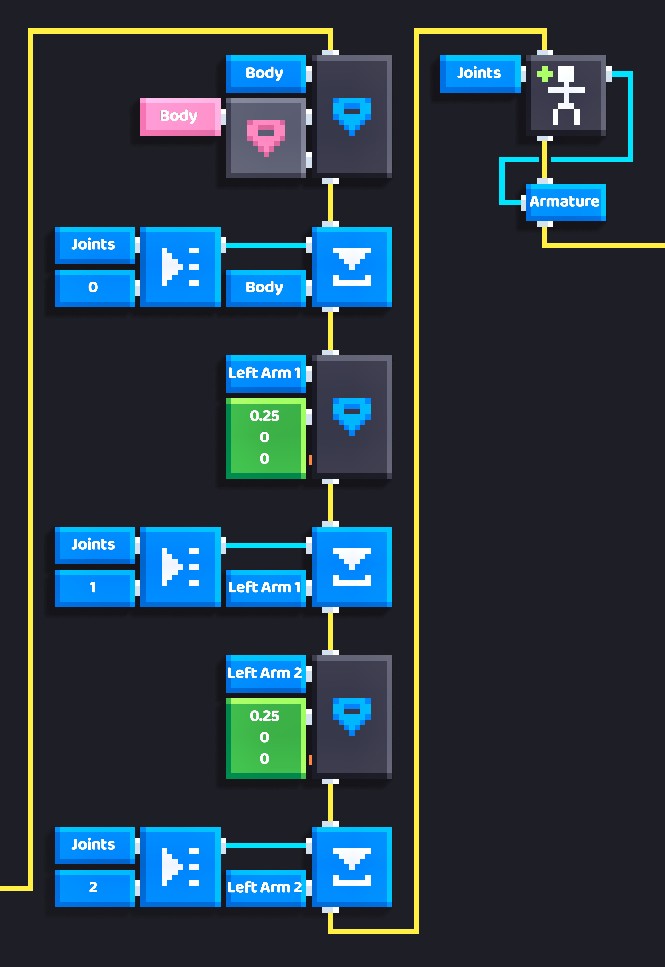 Body
Body
Joints
0
Body
Left Arm 1
0.25
0
0
Joints
1
Left Arm 1
Left Arm 2
0.25
0
0
Joints
2
Left Arm 2
Joints
Armature